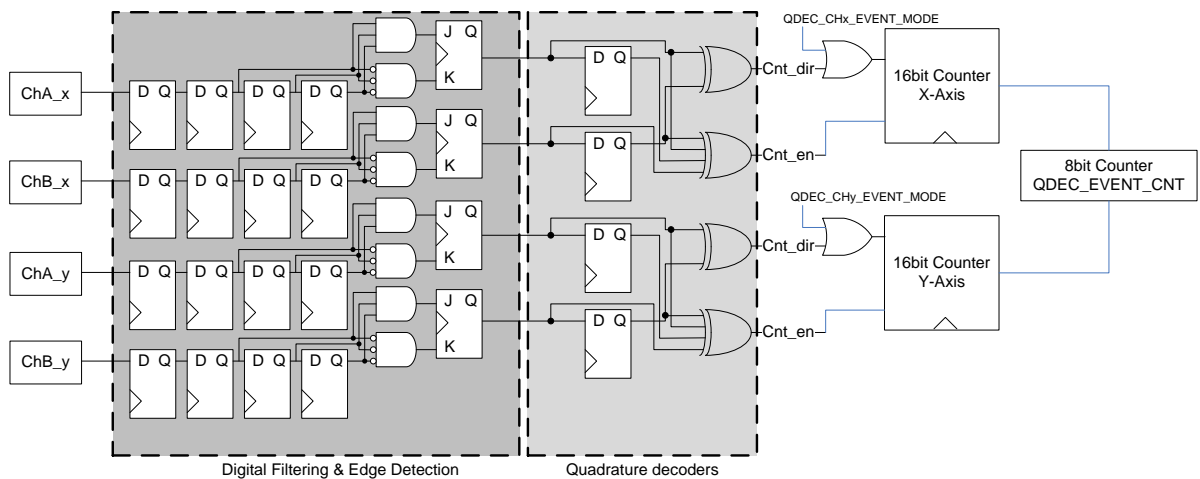 QDEC_CHx_EVENT_MODE
J Q
K
ChA_x
D Q
D Q
D Q
D Q
D Q
Cnt_dir
16bit Counter
X-Axis
J Q
K
ChB_x
D Q
D Q
D Q
D Q
D Q
Cnt_en
8bit Counter
QDEC_EVENT_CNT
QDEC_CHy_EVENT_MODE
J Q
K
ChA_y
D Q
D Q
D Q
D Q
D Q
Cnt_dir
16bit Counter
Y-Axis
J Q
K
ChB_y
D Q
D Q
D Q
D Q
D Q
Cnt_en
Digital Filtering & Edge Detection
Quadrature decoders